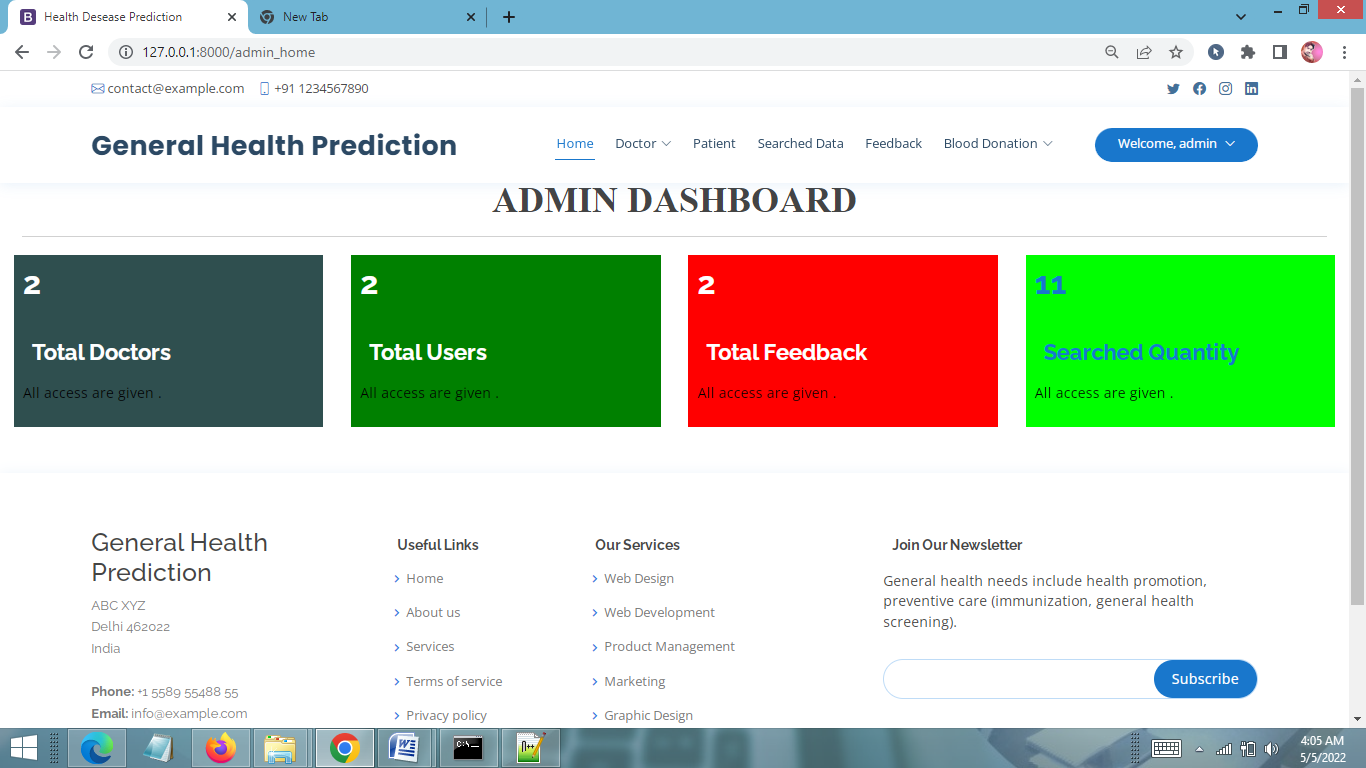 Health Desease Prediction
New Tab
127.0.0.1:8000/admin_home
contact@example.com +91 1234567890
General Health Prediction
Home Doctor Patient Searched Data Feedback Blood Donation
Welcome, admin
ADMIN DASHBOARD
2
Total Doctors
All access are given .
2
Total Users
All access are given .
2
Total Feedback
All access are given .
11
Searched Quantity
All access are given .
General Health
Prediction
ABC XYZ
Delhi 462022
India
Phone: +1 5589 55488 55
Email: info@example.com
Useful Links
Home
About us
Services
Terms of service
Privacy policy
Our Services
Web Design
Web Development
Product Management
Marketing
Graphic Design
Join Our Newsletter
General health needs include health promotion,
preventive care (immunization, general health
screening).
Subscribe
4:05 AM
5/5/2022